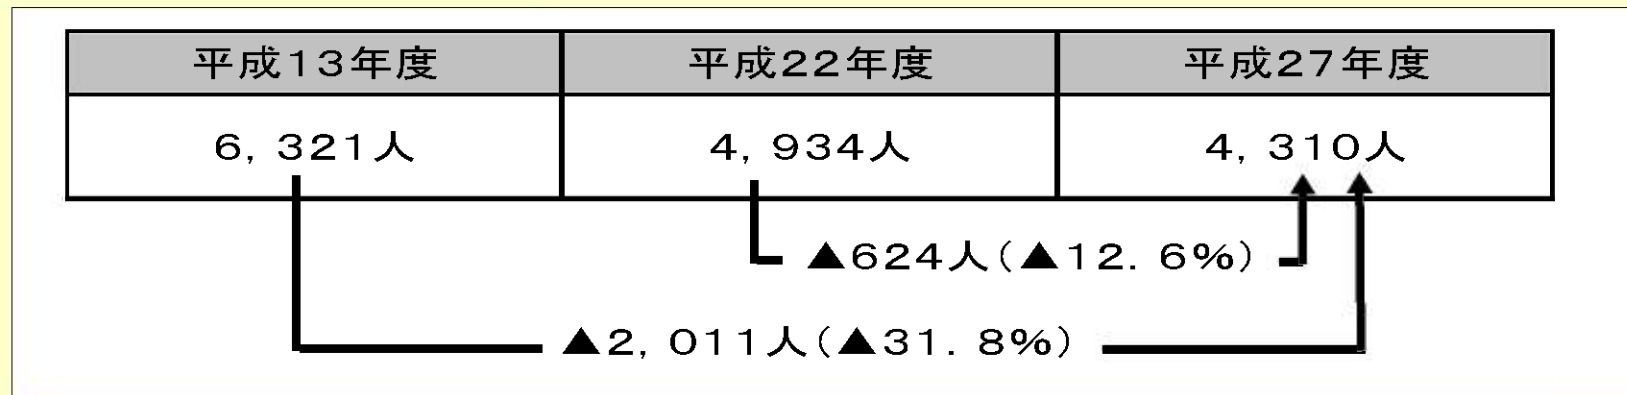 平成13年度 平成22年度 平成27年度
6,321人 4,934人 4,310人
▲624人(▲12.6%)
▲2,011人(▲31.8%)